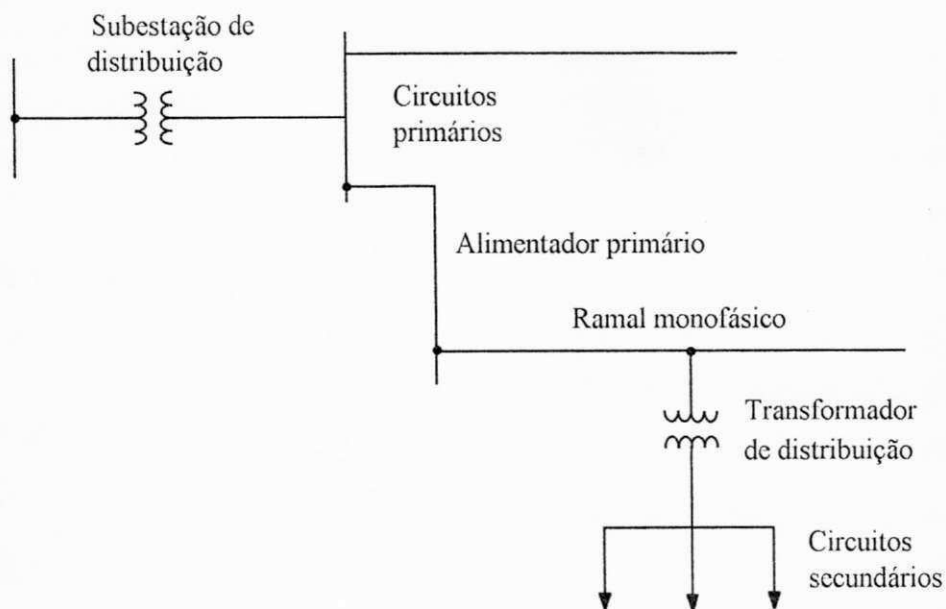 Subestação de
distribuição
Circuitos
primários
Alimentador primário
Ramal monofásico
Transformador
de distribuição
Circuitos
secundários